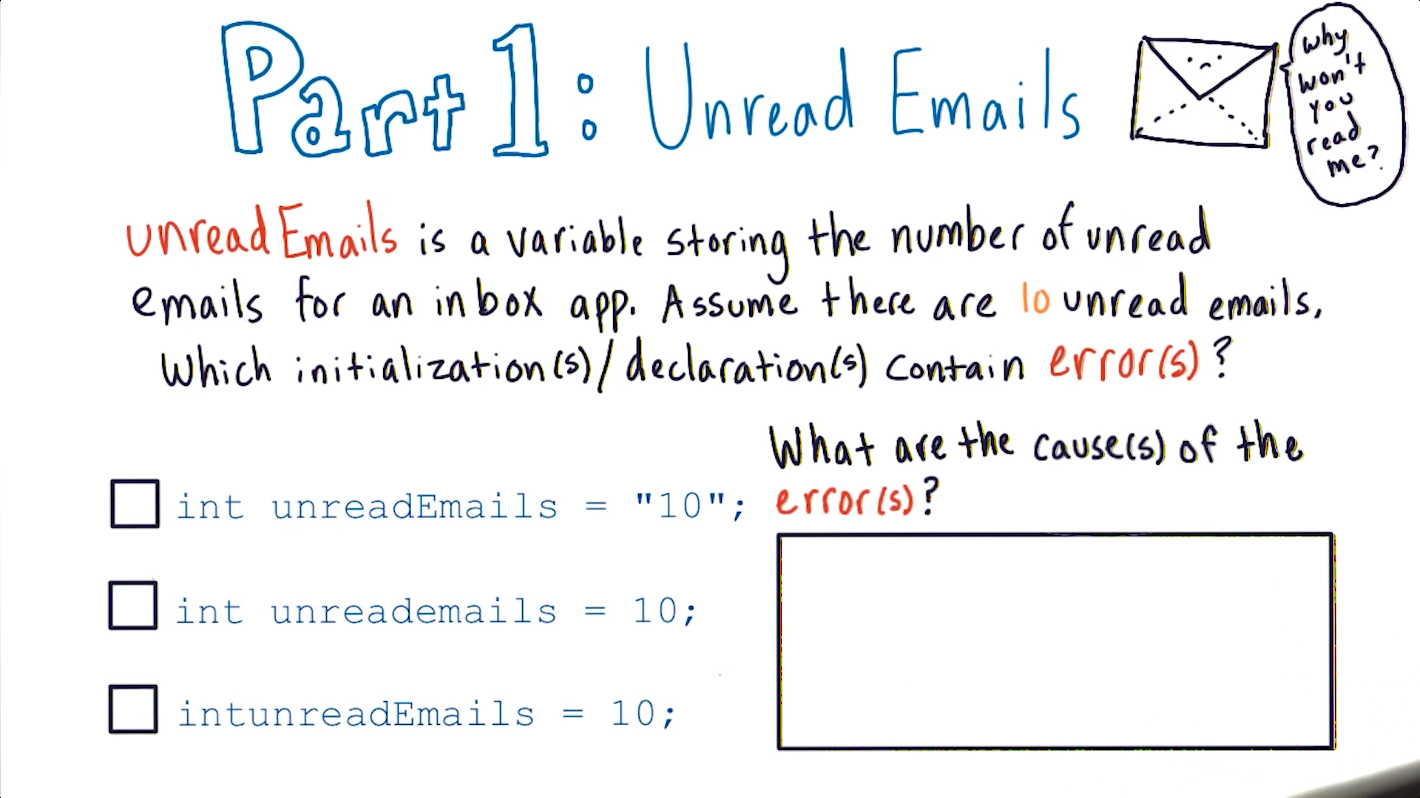 Part 1: Unread Emails
why
won't
you
read
me?
unreadEmails is a variable storing the number of unread
emails for an inbox app. Assume there are 10 unread emails,
Which initialization(s)/declaration(s) contain error(s)?
What are the cause(s) of the
error(s)?
int unreadEmails = "10";
int unreademails = 10;
intunreadEmails = 10;